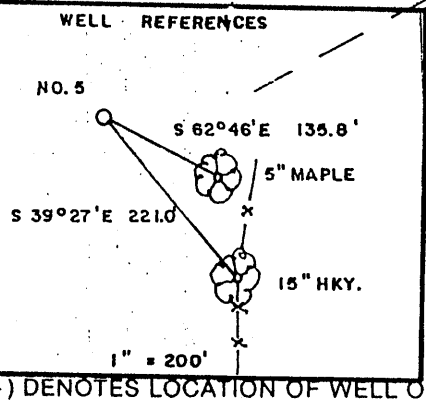 WELL REFERENCES
NO. 5
S 62°46'E 135.8'
5" MAPLE
S 39°27'E 221.0'
15" HKY.
1" = 200'
) DENOTES LOCATION OF WELL O